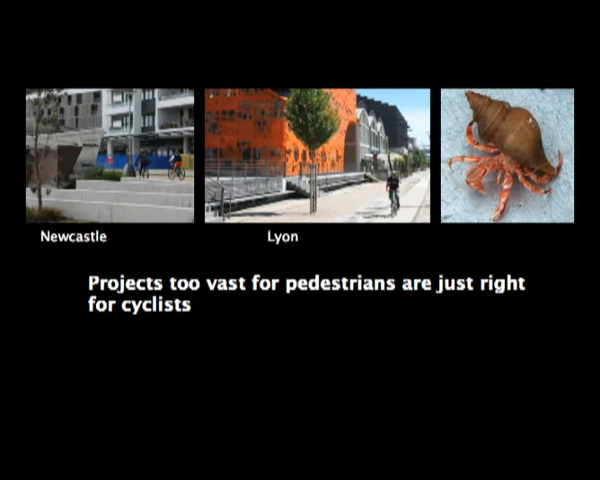 Newcastle
Lyon
Projects too vast for pedestrians are just right
for cyclists